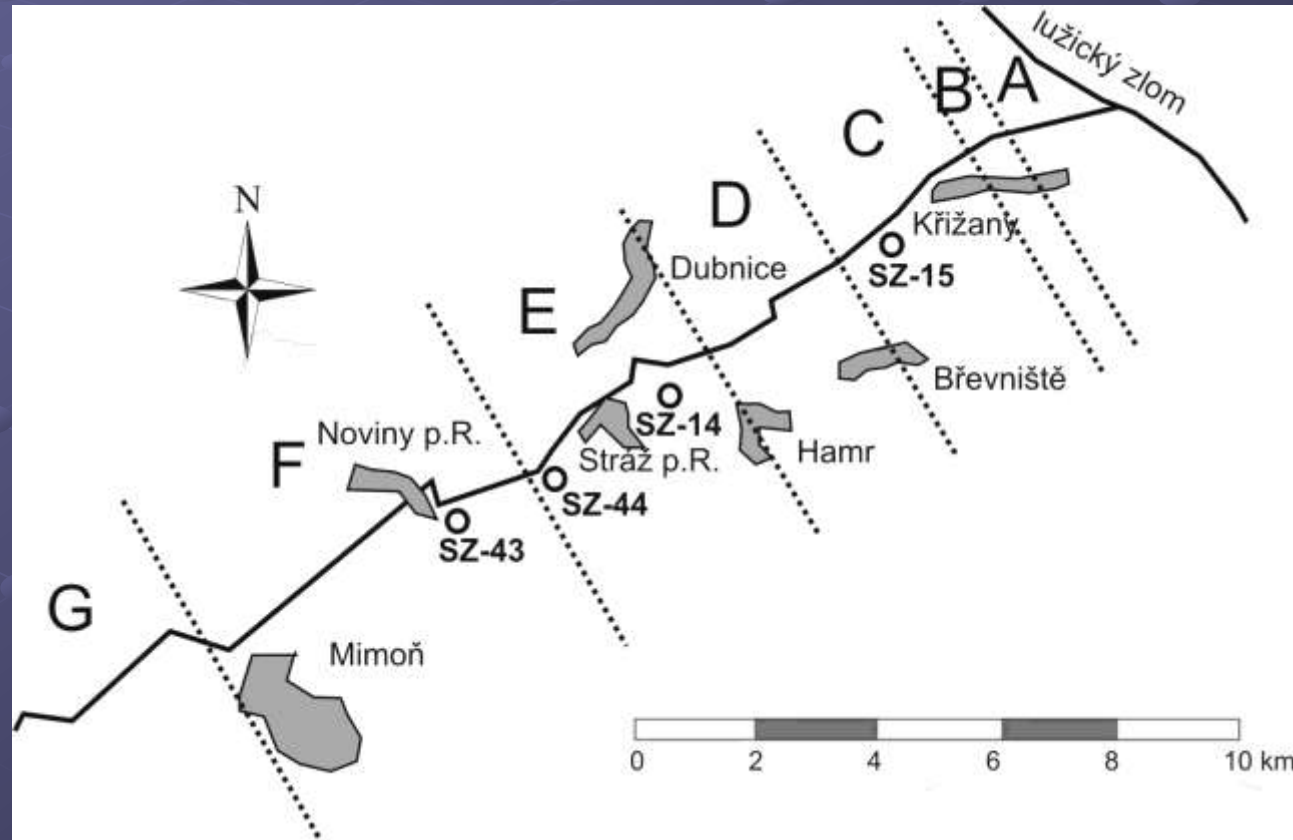 lužický zlom
A
B
C
N
D
Křižany
SZ-15
Dubnice
E
Břevniště
SZ-14
Noviny p.R.
Stráž p.R.
Hamr
F
SZ-44
SZ-43
G
Mimoň
0 2 4 6 8 10 km